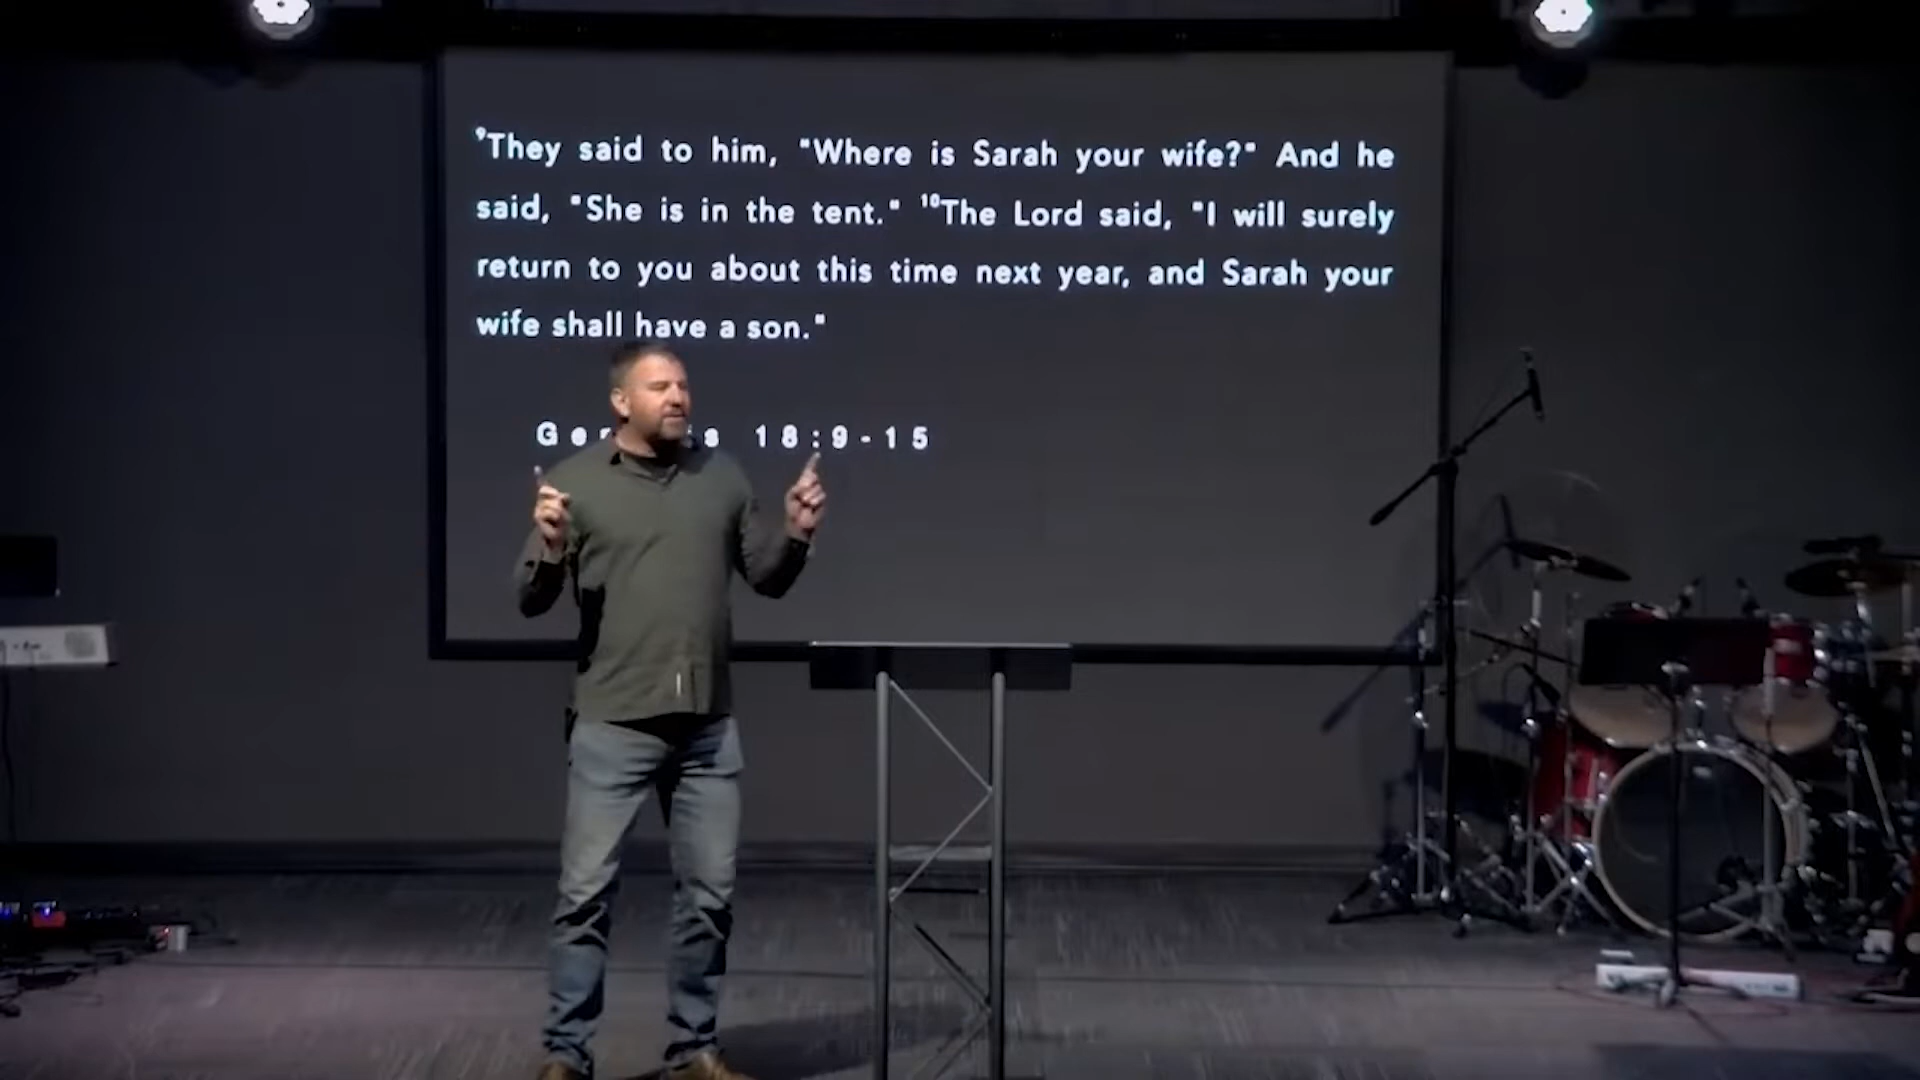 ⁹They said to him, "Where is Sarah your wife?" And he
said, "She is in the tent." ¹⁰The Lord said, "I will surely
return to you about this time next year, and Sarah your
wife shall have a son."
18:9-15